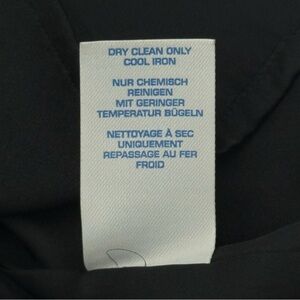 DRY CLEAN ONLY
COOL IRON
NUR CHEMISCH
REINIGEN
MIT GERINGER
TEMPERATUR BÜGELN
NETTOYAGE À SEC
UNIQUEMENT
REPASSAGE AU FER
FROID